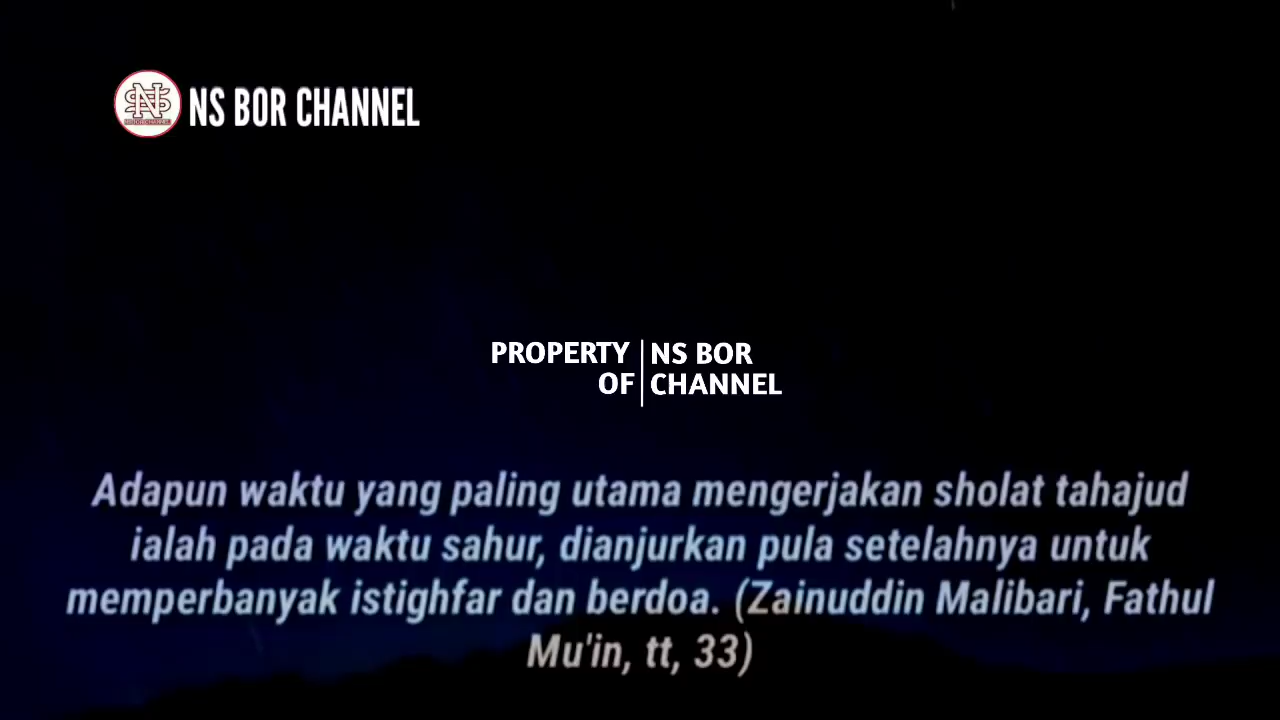 NS BOR CHANNEL
PROPERTY OF
NS BOR CHANNEL
Adapun waktu yang paling utama mengerjakan sholat tahajud
ialah pada waktu sahur, dianjurkan pula setelahnya untuk
memperbanyak istighfar dan berdoa. (Zainuddin Malibari, Fathul
Mu'in, tt, 33)